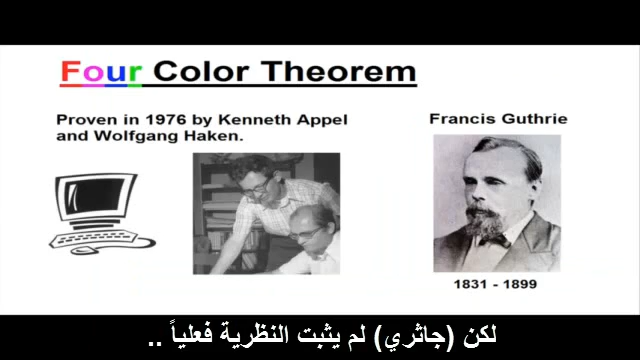 Four Color Theorem
Proven in 1976 by Kenneth Appel
and Wolfgang Haken.
Francis Guthrie
1831 - 1899
لكن (جاثري) لم يثبت النظرية فعلياً ..